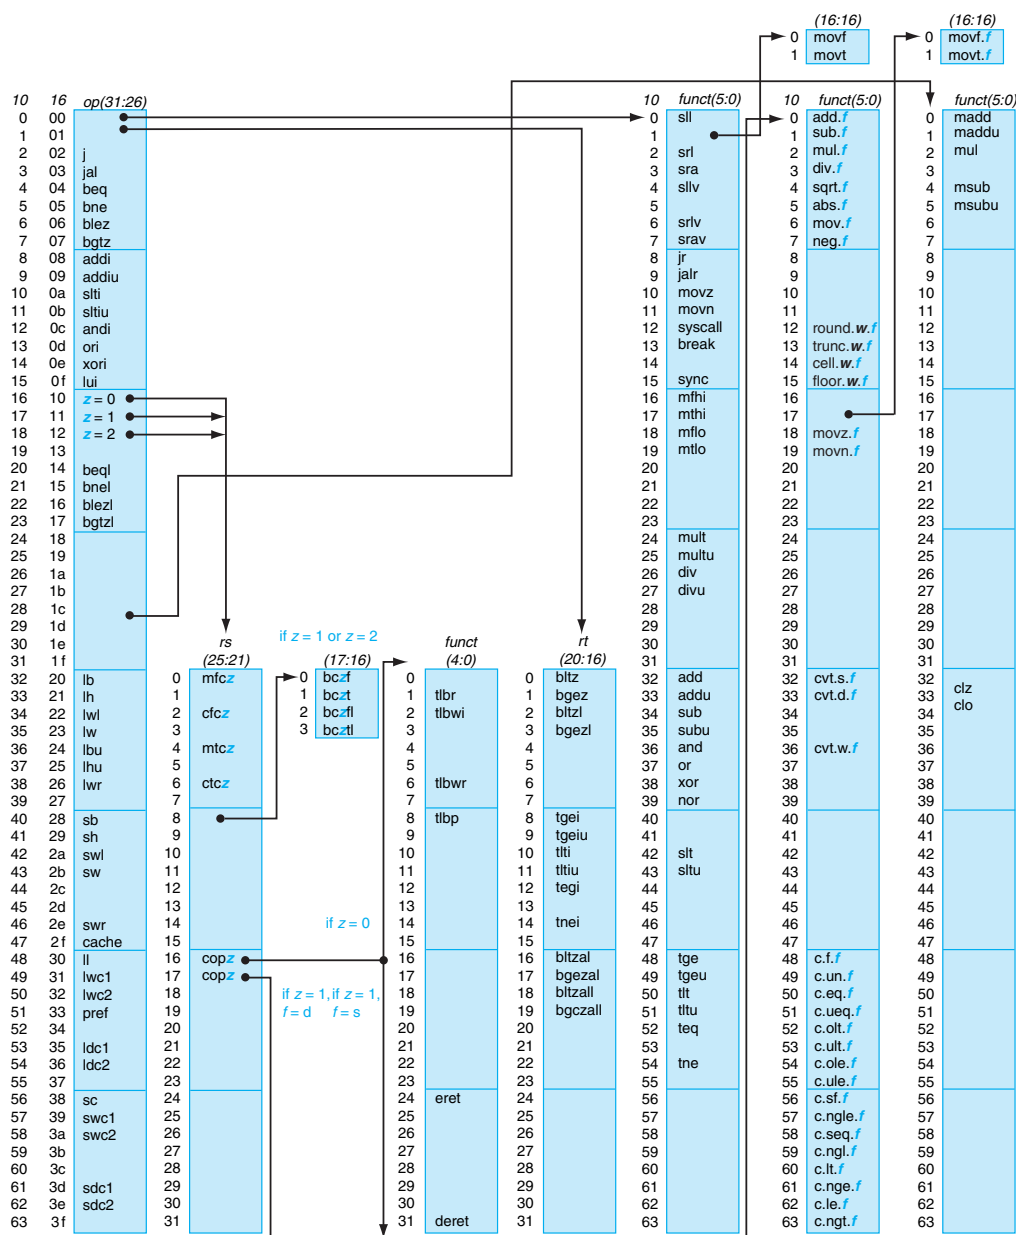 (16:16) (16:16)
0 movf 0 movf.f
1 movt 1 movt.f
10 16 op(31:26) 10 funct(5:0) 10 funct(5:0) funct(5:0)
0 00 0 sll 0 add.f 0 madd
1 01 1 1 sub.f 1 maddu
2 02 j 2 srl 2 mul.f 2 mul
3 03 jal 3 sra 3 div.f 3
4 04 beq 4 sllv 4 sqrt.f 4 msub
5 05 bne 5 5 abs.f 5 msubu
6 06 blez 6 srlv 6 mov.f 6
7 07 bgtz 7 srav 7 neg.f 7
8 08 addi 8 jr 8 8
9 09 addiu 9 jalr 9 9
10 0a slti 10 movz 10 10
11 0b sltiu 11 movn 11 11
12 0c andi 12 syscall 12 round.w.f 12
13 0d ori 13 break 13 trunc.w.f 13
14 0e xori 14 14 cell.w.f 14
15 0f lui 15 sync 15 floor.w.f 15
16 10 z = 0 16 mfhi 16 16
17 11 z = 1 17 mthi 17 17
18 12 z = 2 18 mflo 18 movz.f 18
19 13 19 mtlo 19 movn.f 19
20 14 beql 20 20 20
21 15 bnel 21 21 21
22 16 blezl 22 22 22
23 17 bgtzl 23 23 23
24 18 24 mult 24 24
25 19 25 multu 25 25
26 1a 26 div 26 26
27 1b 27 divu 27 27
28 1c 28 28 28
29 1d 29 29 29
30 1e rs if z = 1 or z = 2 funct rt 30 30 30
31 1f (25:21) (17:16) (4:0) (20:16) 31 31 31
32 20 lb 0 mfcz 0 bczf 0 0 bltz 32 add 32 cvt.s.f 32
33 21 lh 1 1 bczt 1 tlbr 1 bgez 33 addu 33 cvt.d.f 33 clz
34 22 lwl 2 cfcz 2 bczfl 2 tlbwi 2 bltzl 34 sub 34 34 clo
35 23 lw 3 3 bcztl 3 3 bgezl 35 subu 35 35
36 24 lbu 4 mtcz 4 4 36 and 36 cvt.w.f 36
37 25 lhu 5 5 5 37 or 37 37
38 26 lwr 6 ctcz 6 tlbwr 6 38 xor 38 38
39 27 7 7 7 39 nor 39 39
40 28 sb 8 8 tlbp 8 tgei 40 40 40
41 29 sh 9 9 9 tgeiu 41 41 41
42 2a swl 10 10 10 tlti 42 slt 42 42
43 2b sw 11 11 11 tltiu 43 sltu 43 43
44 2c 12 12 12 tegi 44 44 44
45 2d 13 13 13 45 45 45
46 2e swr 14 if z = 0 14 14 tnei 46 46 46
47 2f cache 15 15 15 47 47 47
48 30 ll 16 copz 16 16 bltzal 48 tge 48 c.f.f 48
49 31 lwc1 17 copz 17 17 bgezal 49 tgeu 49 c.un.f 49
50 32 lwc2 18 if z = 1, if z = 1, 18 18 bltzall 50 tlt 50 c.eq.f 50
51 33 pref 19 f = d f = s 19 19 bgczall 51 tltu 51 c.ueq.f 51
52 34 20 20 20 52 teq 52 c.olt.f 52
53 35 ldc1 21 21 21 53 53 c.ult.f 53
54 36 ldc2 22 22 22 54 tne 54 c.ole.f 54
55 37 23 23 23 55 55 c.ule.f 55
56 38 sc 24 24 eret 24 56 56 c.sf.f 56
57 39 swc1 25 25 25 57 57 c.ngle.f 57
58 3a swc2 26 26 26 58 58 c.seq.f 58
59 3b 27 27 27 59 59 c.ngl.f 59
60 3c 28 28 28 60 60 c.lt.f 60
61 3d sdc1 29 29 29 61 61 c.nge.f 61
62 3e sdc2 30 30 30 62 62 c.le.f 62
63 3f 31 31 deret 31 63 63 c.ngt.f 63